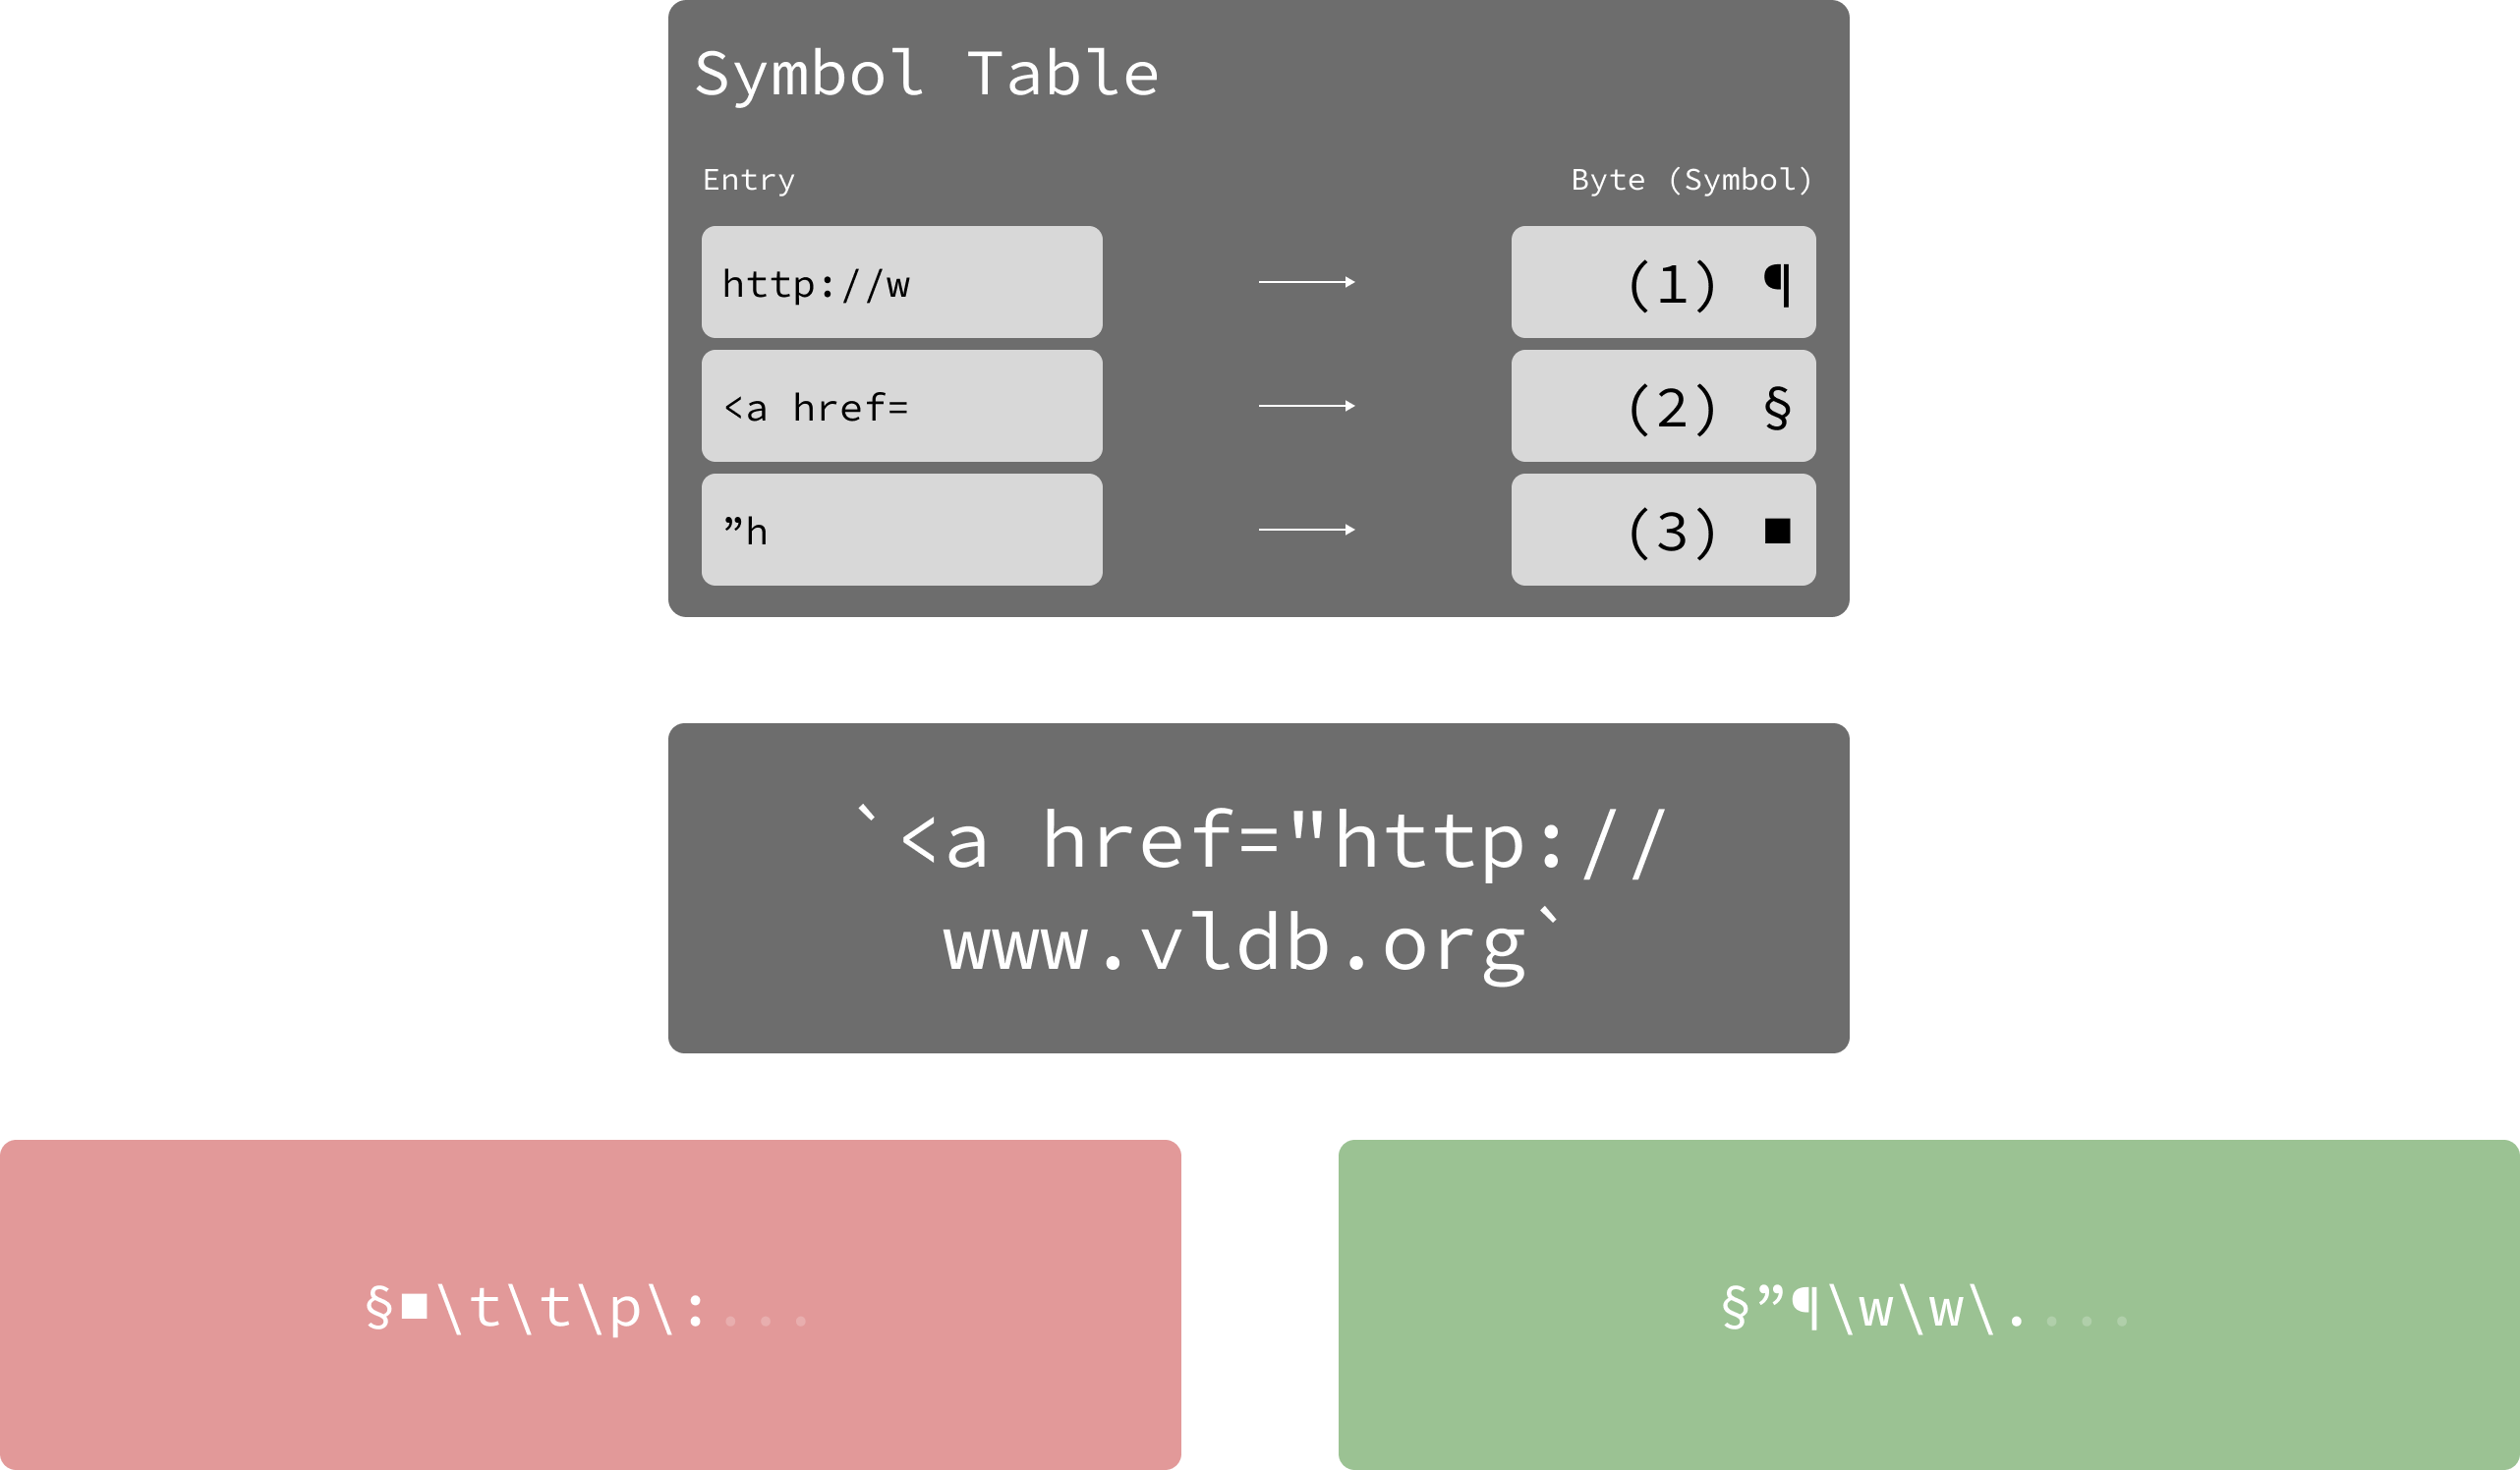 Symbol Table
Entry Byte (Symbol)
http://w (1) ¶
<a href= (2) §
”h (3) ■
`<a href="http://
www.vldb.org`
§■\t\t\p\:...
§”¶\w\w\....